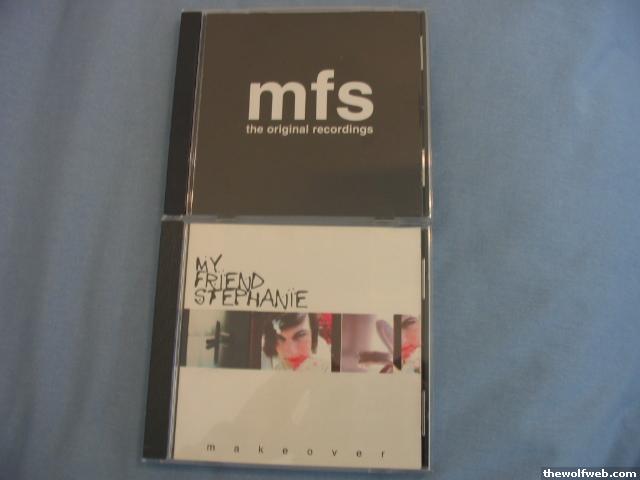 mfs
the original recordings
MY
FRIEND
STEPHANIE
makeover
thewolfweb.com